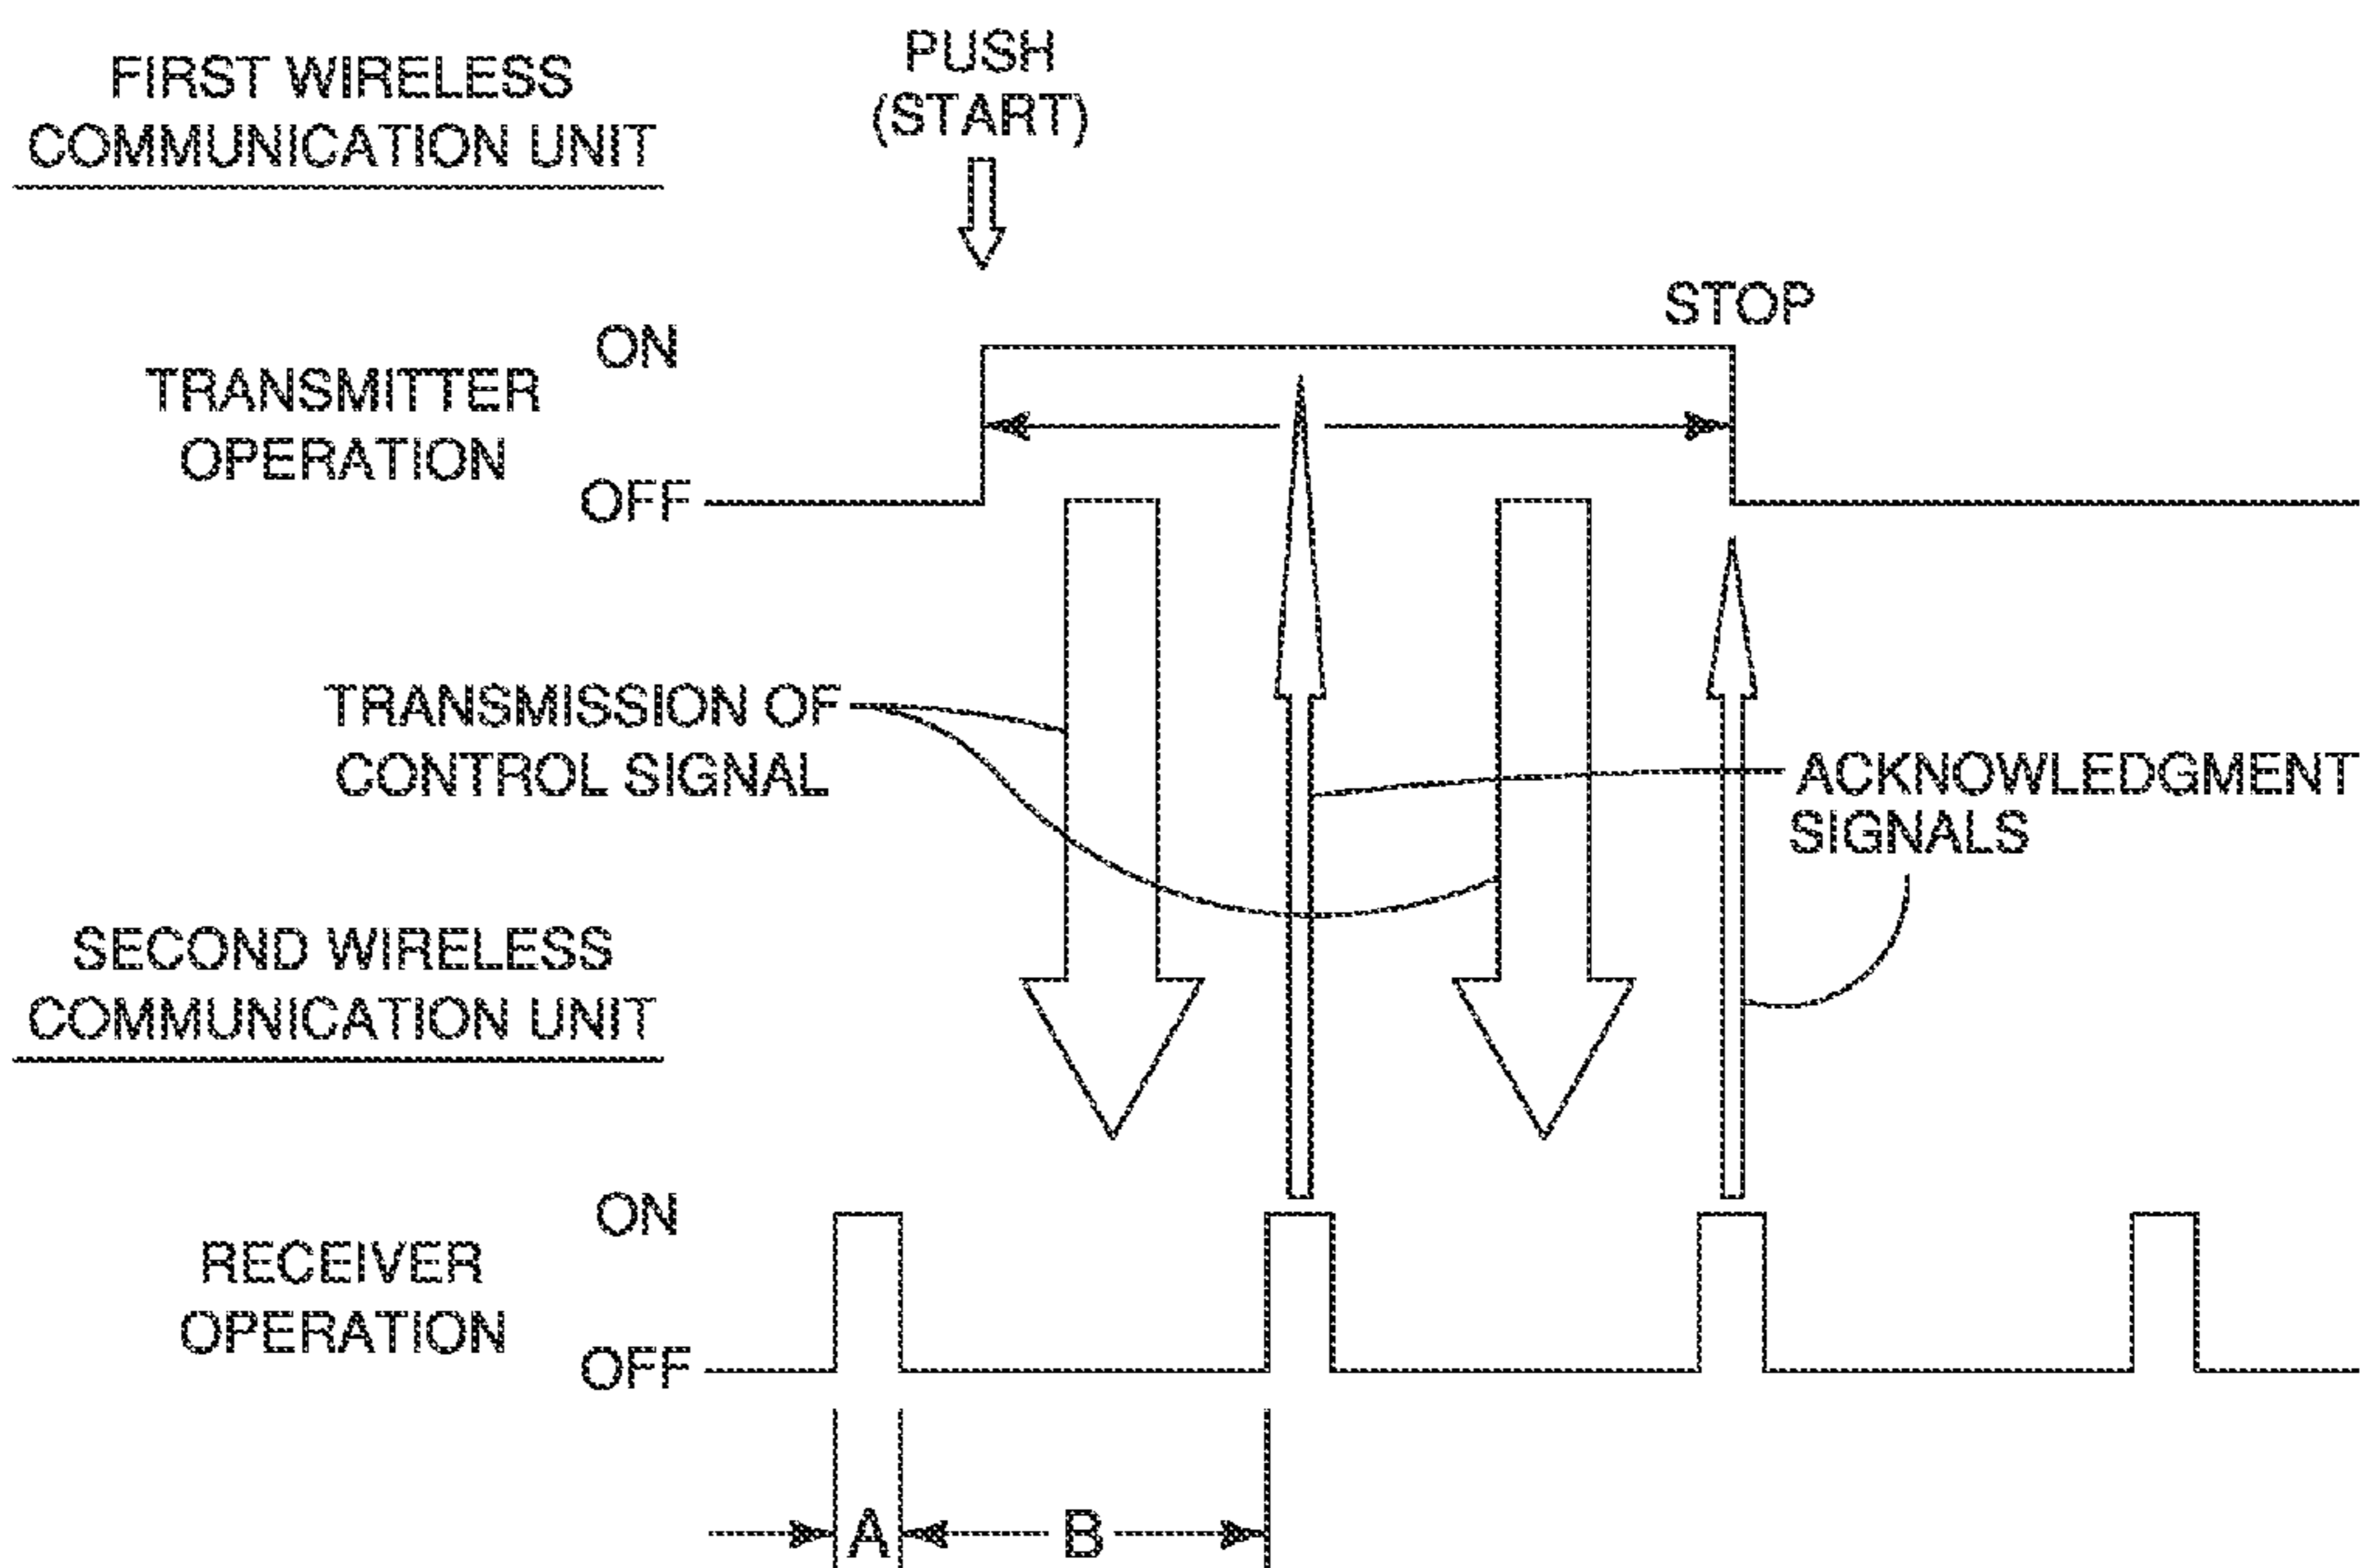 FIRST WIRELESS
COMMUNICATION UNIT
PUSH
(START)
STOP
ON
TRANSMITTER
OPERATION
OFF
TRANSMISSION OF
CONTROL SIGNAL
ACKNOWLEDGMENT
SIGNALS
SECOND WIRELESS
COMMUNICATION UNIT
ON
RECEIVER
OPERATION
OFF
A
B